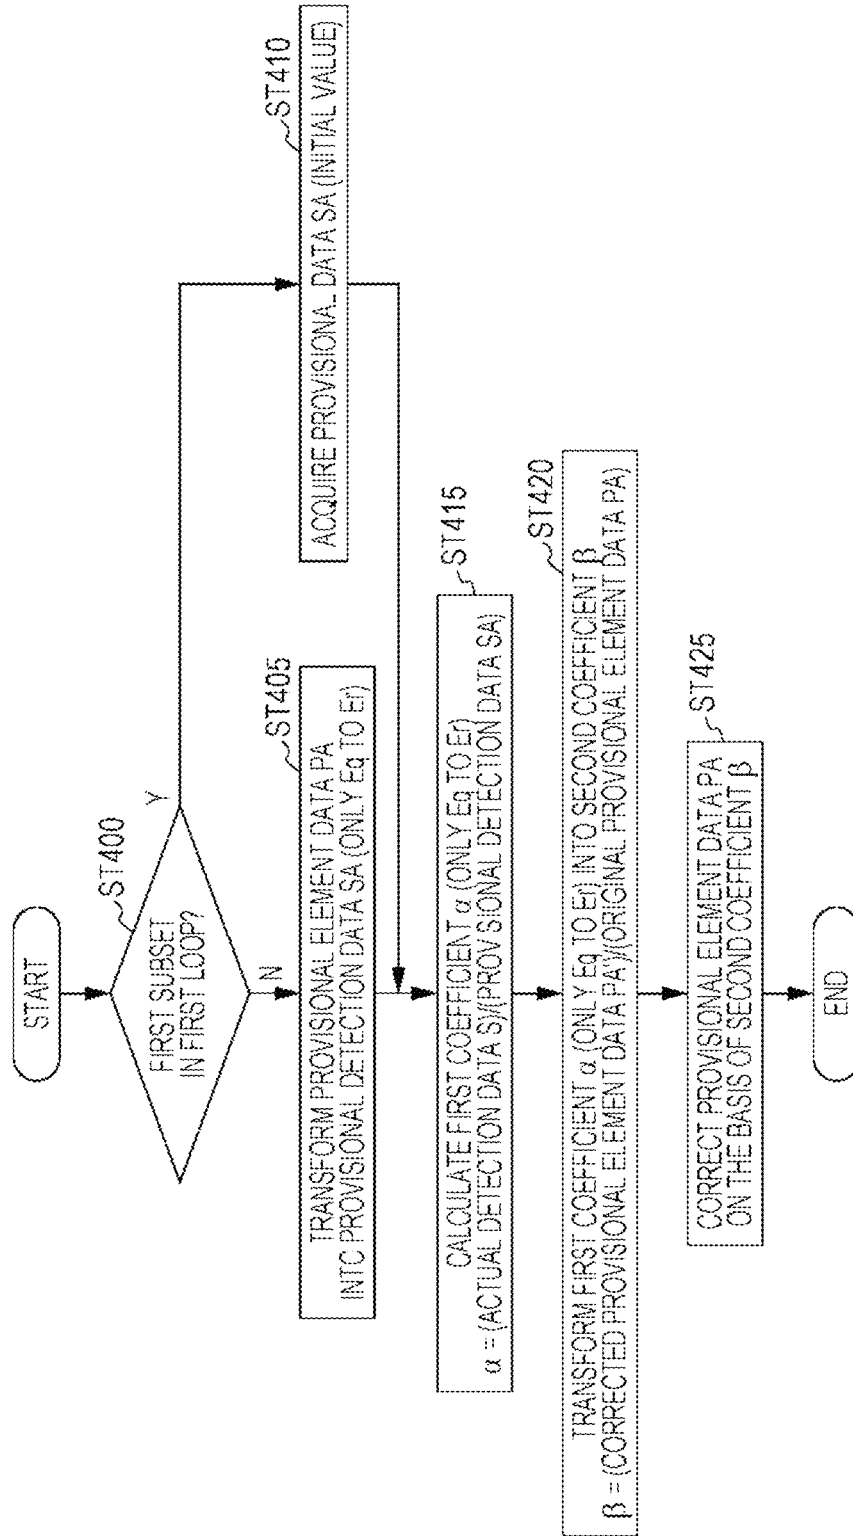 START
ST400
FIRST SUBSET
IN FIRST LOOP?
Y
N
ST405
TRANSFORM PROVISIONAL ELEMENT DATA PA
INTC PROVISIONAL DETECTION DATA SA (ONLY Eq TO Er)
ST410
ACQUIRE PROVISIONAL DATA SA (INITIAL VALUE)
ST415
CALCULATE FIRST COEFFICIENT α (ONLY Eq TO Er)
α = (ACTUAL DETECTION DATA S)/(PROVISIONAL DETECTION DATA SA)
ST420
TRANSFORM FIRST COEFFICIENT α (ONLY Eq TO Er) INTO SECOND COEFFICIENT β
β = (CORRECTED PROVISIONAL ELEMENT DATA PA')/(ORIGINAL PROVISIONAL ELEMENT DATA PA)
ST425
CORRECT PROVISIONAL ELEMENT DATA PA
ON THE BASIS OF SECOND COEFFICIENT β
END